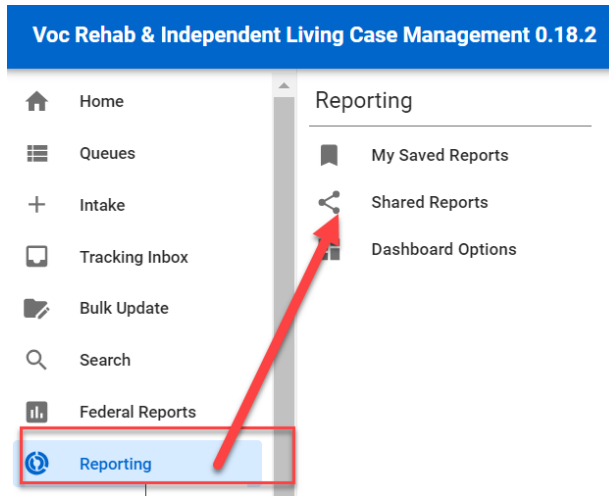 Voc Rehab & Independent Living Case Management 0.18.2
Home
Queues
Intake
Tracking Inbox
Bulk Update
Search
Federal Reports
Reporting
Reporting
My Saved Reports
Shared Reports
Dashboard Options